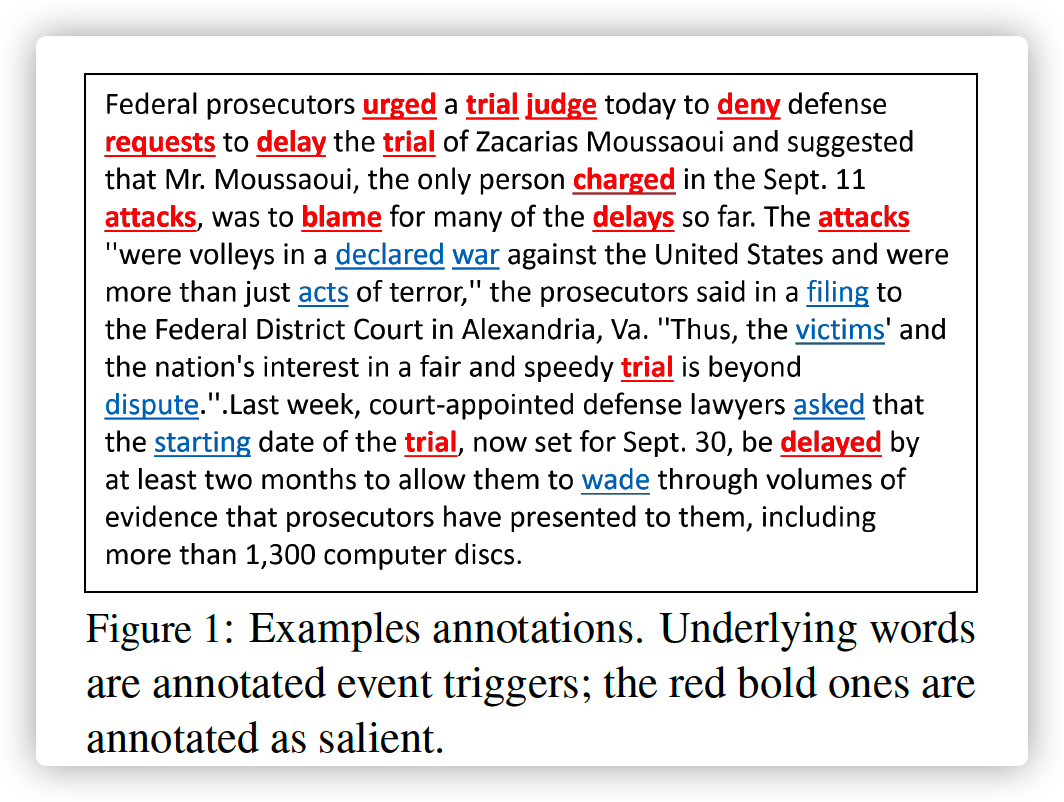 Federal prosecutors urged a trial judge today to deny defense
requests to delay the trial of Zacarias Moussaoui and suggested
that Mr. Moussaoui, the only person charged in the Sept. 11
attacks, was to blame for many of the delays so far. The attacks
''were volleys in a declared war against the United States and were
more than just acts of terror,'' the prosecutors said in a filing to
the Federal District Court in Alexandria, Va. ''Thus, the victims' and
the nation's interest in a fair and speedy trial is beyond
dispute.''.Last week, court-appointed defense lawyers asked that
the starting date of the trial, now set for Sept. 30, be delayed by
at least two months to allow them to wade through volumes of
evidence that prosecutors have presented to them, including
more than 1,300 computer discs.
Figure 1: Examples annotations. Underlying words
are annotated event triggers; the red bold ones are
annotated as salient.